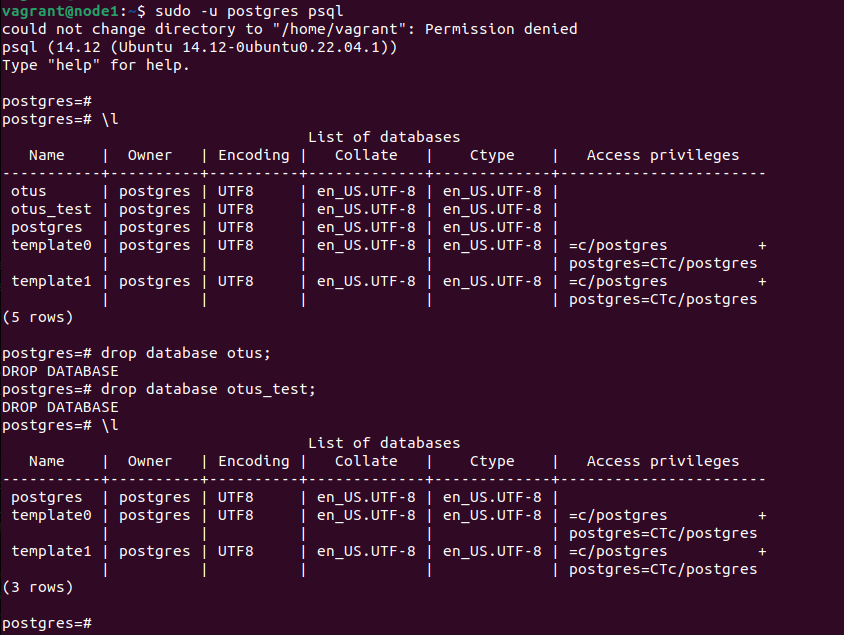 vagrant@node1:~$ sudo -u postgres psql
could not change directory to "/home/vagrant": Permission denied
psql (14.12 (Ubuntu 14.12-0ubuntu0.22.04.1))
Type "help" for help.

postgres=#
postgres=# \l
                                  List of databases
   Name    |  Owner   | Encoding |   Collate   |    Ctype    |   Access privileges
-----------+----------+----------+-------------+-------------+-----------------------
 otus      | postgres | UTF8     | en_US.UTF-8 | en_US.UTF-8 |
 otus_test | postgres | UTF8     | en_US.UTF-8 | en_US.UTF-8 |
 postgres  | postgres | UTF8     | en_US.UTF-8 | en_US.UTF-8 |
 template0 | postgres | UTF8     | en_US.UTF-8 | en_US.UTF-8 | =c/postgres          +
           |          |          |             |             | postgres=CTc/postgres
 template1 | postgres | UTF8     | en_US.UTF-8 | en_US.UTF-8 | =c/postgres          +
           |          |          |             |             | postgres=CTc/postgres
(5 rows)

postgres=# drop database otus;
DROP DATABASE
postgres=# drop database otus_test;
DROP DATABASE
postgres=# \l
                                  List of databases
   Name    |  Owner   | Encoding |   Collate   |    Ctype    |   Access privileges
-----------+----------+----------+-------------+-------------+-----------------------
 postgres  | postgres | UTF8     | en_US.UTF-8 | en_US.UTF-8 |
 template0 | postgres | UTF8     | en_US.UTF-8 | en_US.UTF-8 | =c/postgres          +
           |          |          |             |             | postgres=CTc/postgres
 template1 | postgres | UTF8     | en_US.UTF-8 | en_US.UTF-8 | =c/postgres          +
           |          |          |             |             | postgres=CTc/postgres
(3 rows)

postgres=#